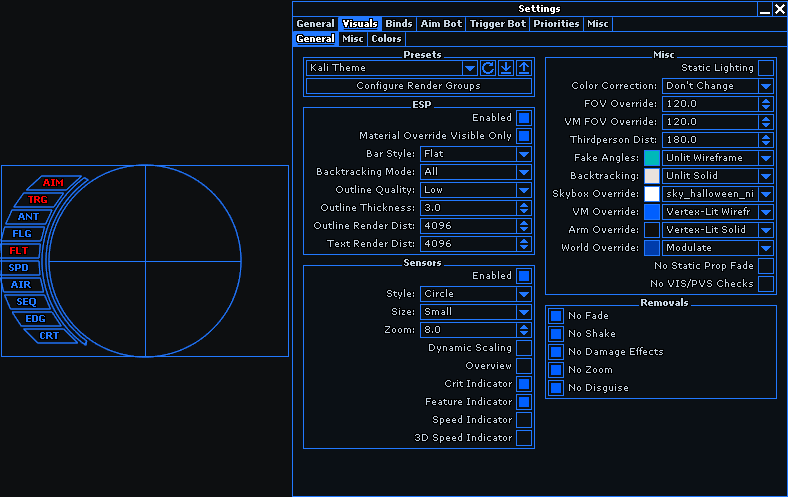 Settings
General Visuals Binds Aim Bot Trigger Bot Priorities Misc
General Misc Colors
Presets
Kali Theme
Configure Render Groups
ESP
Enabled
Material Override Visible Only
Bar Style: Flat
Backtracking Mode: All
Outline Quality: Low
Outline Thickness: 3.0
Outline Render Dist: 4096
Text Render Dist: 4096
Sensors
Enabled
Style: Circle
Size: Small
Zoom: 8.0
Dynamic Scaling
Overview
Crit Indicator
Feature Indicator
Speed Indicator
3D Speed Indicator
Misc
Static Lighting
Color Correction: Don't Change
FOV Override: 120.0
VM FOV Override: 120.0
Thirdperson Dist: 180.0
Fake Angles: Unlit Wireframe
Backtracking: Unlit Solid
Skybox Override: sky_halloween_ni
VM Override: Vertex-Lit Wirefr
Arm Override: Vertex-Lit Solid
World Override: Modulate
No Static Prop Fade
No VIS/PVS Checks
Removals
No Fade
No Shake
No Damage Effects
No Zoom
No Disguise
AIM
TRG
ANT
FLG
FLT
SPD
AIR
SEQ
EDG
CRT